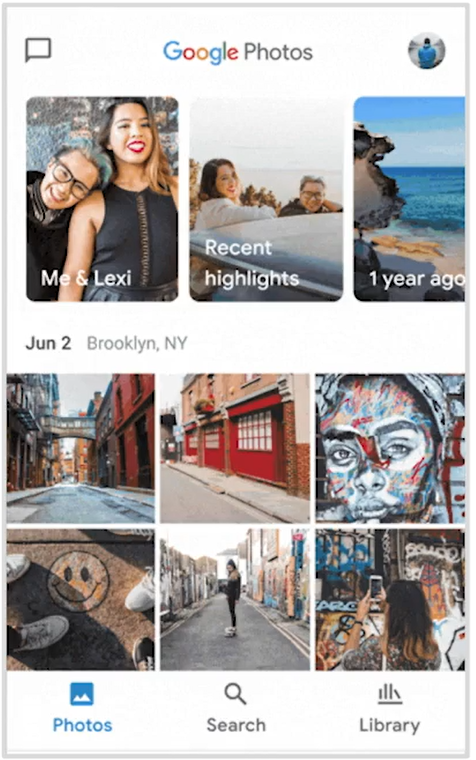 Google Photos
Me & Lexi
Recent
highlights
1 year ago
Jun 2 Brooklyn, NY
Photos
Search
Library